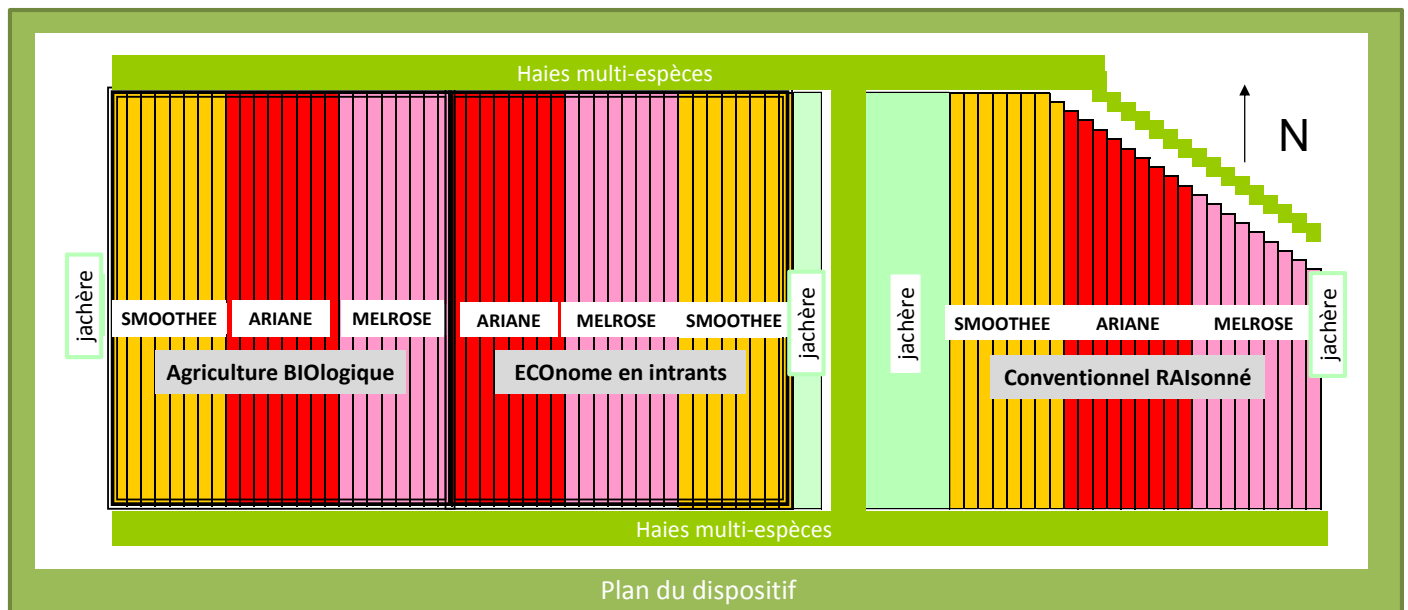 Haies multi-espèces
N
jachère
SMOOTHEE
ARIANE
MELROSE
ARIANE
MELROSE
SMOOTHEE
jachère
jachère
SMOOTHEE
ARIANE
MELROSE
jachère
Agriculture BIOlogique
ECOnome en intrants
Conventionnel RAIsonné
Haies multi-espèces
Plan du dispositif